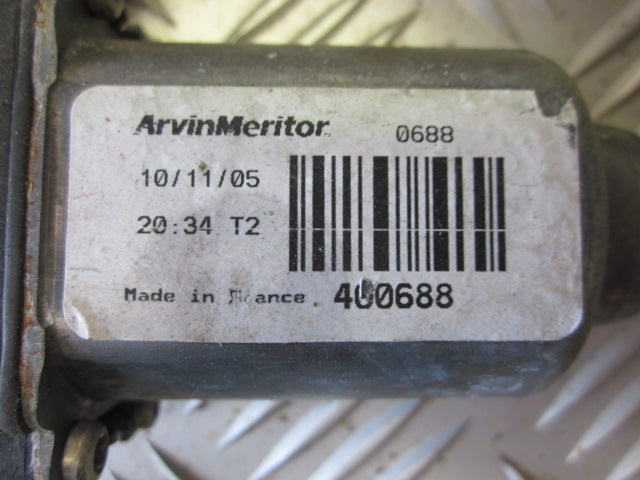 ArvinMeritor 0688
10/11/05
20:34 T2
Made in France 400688